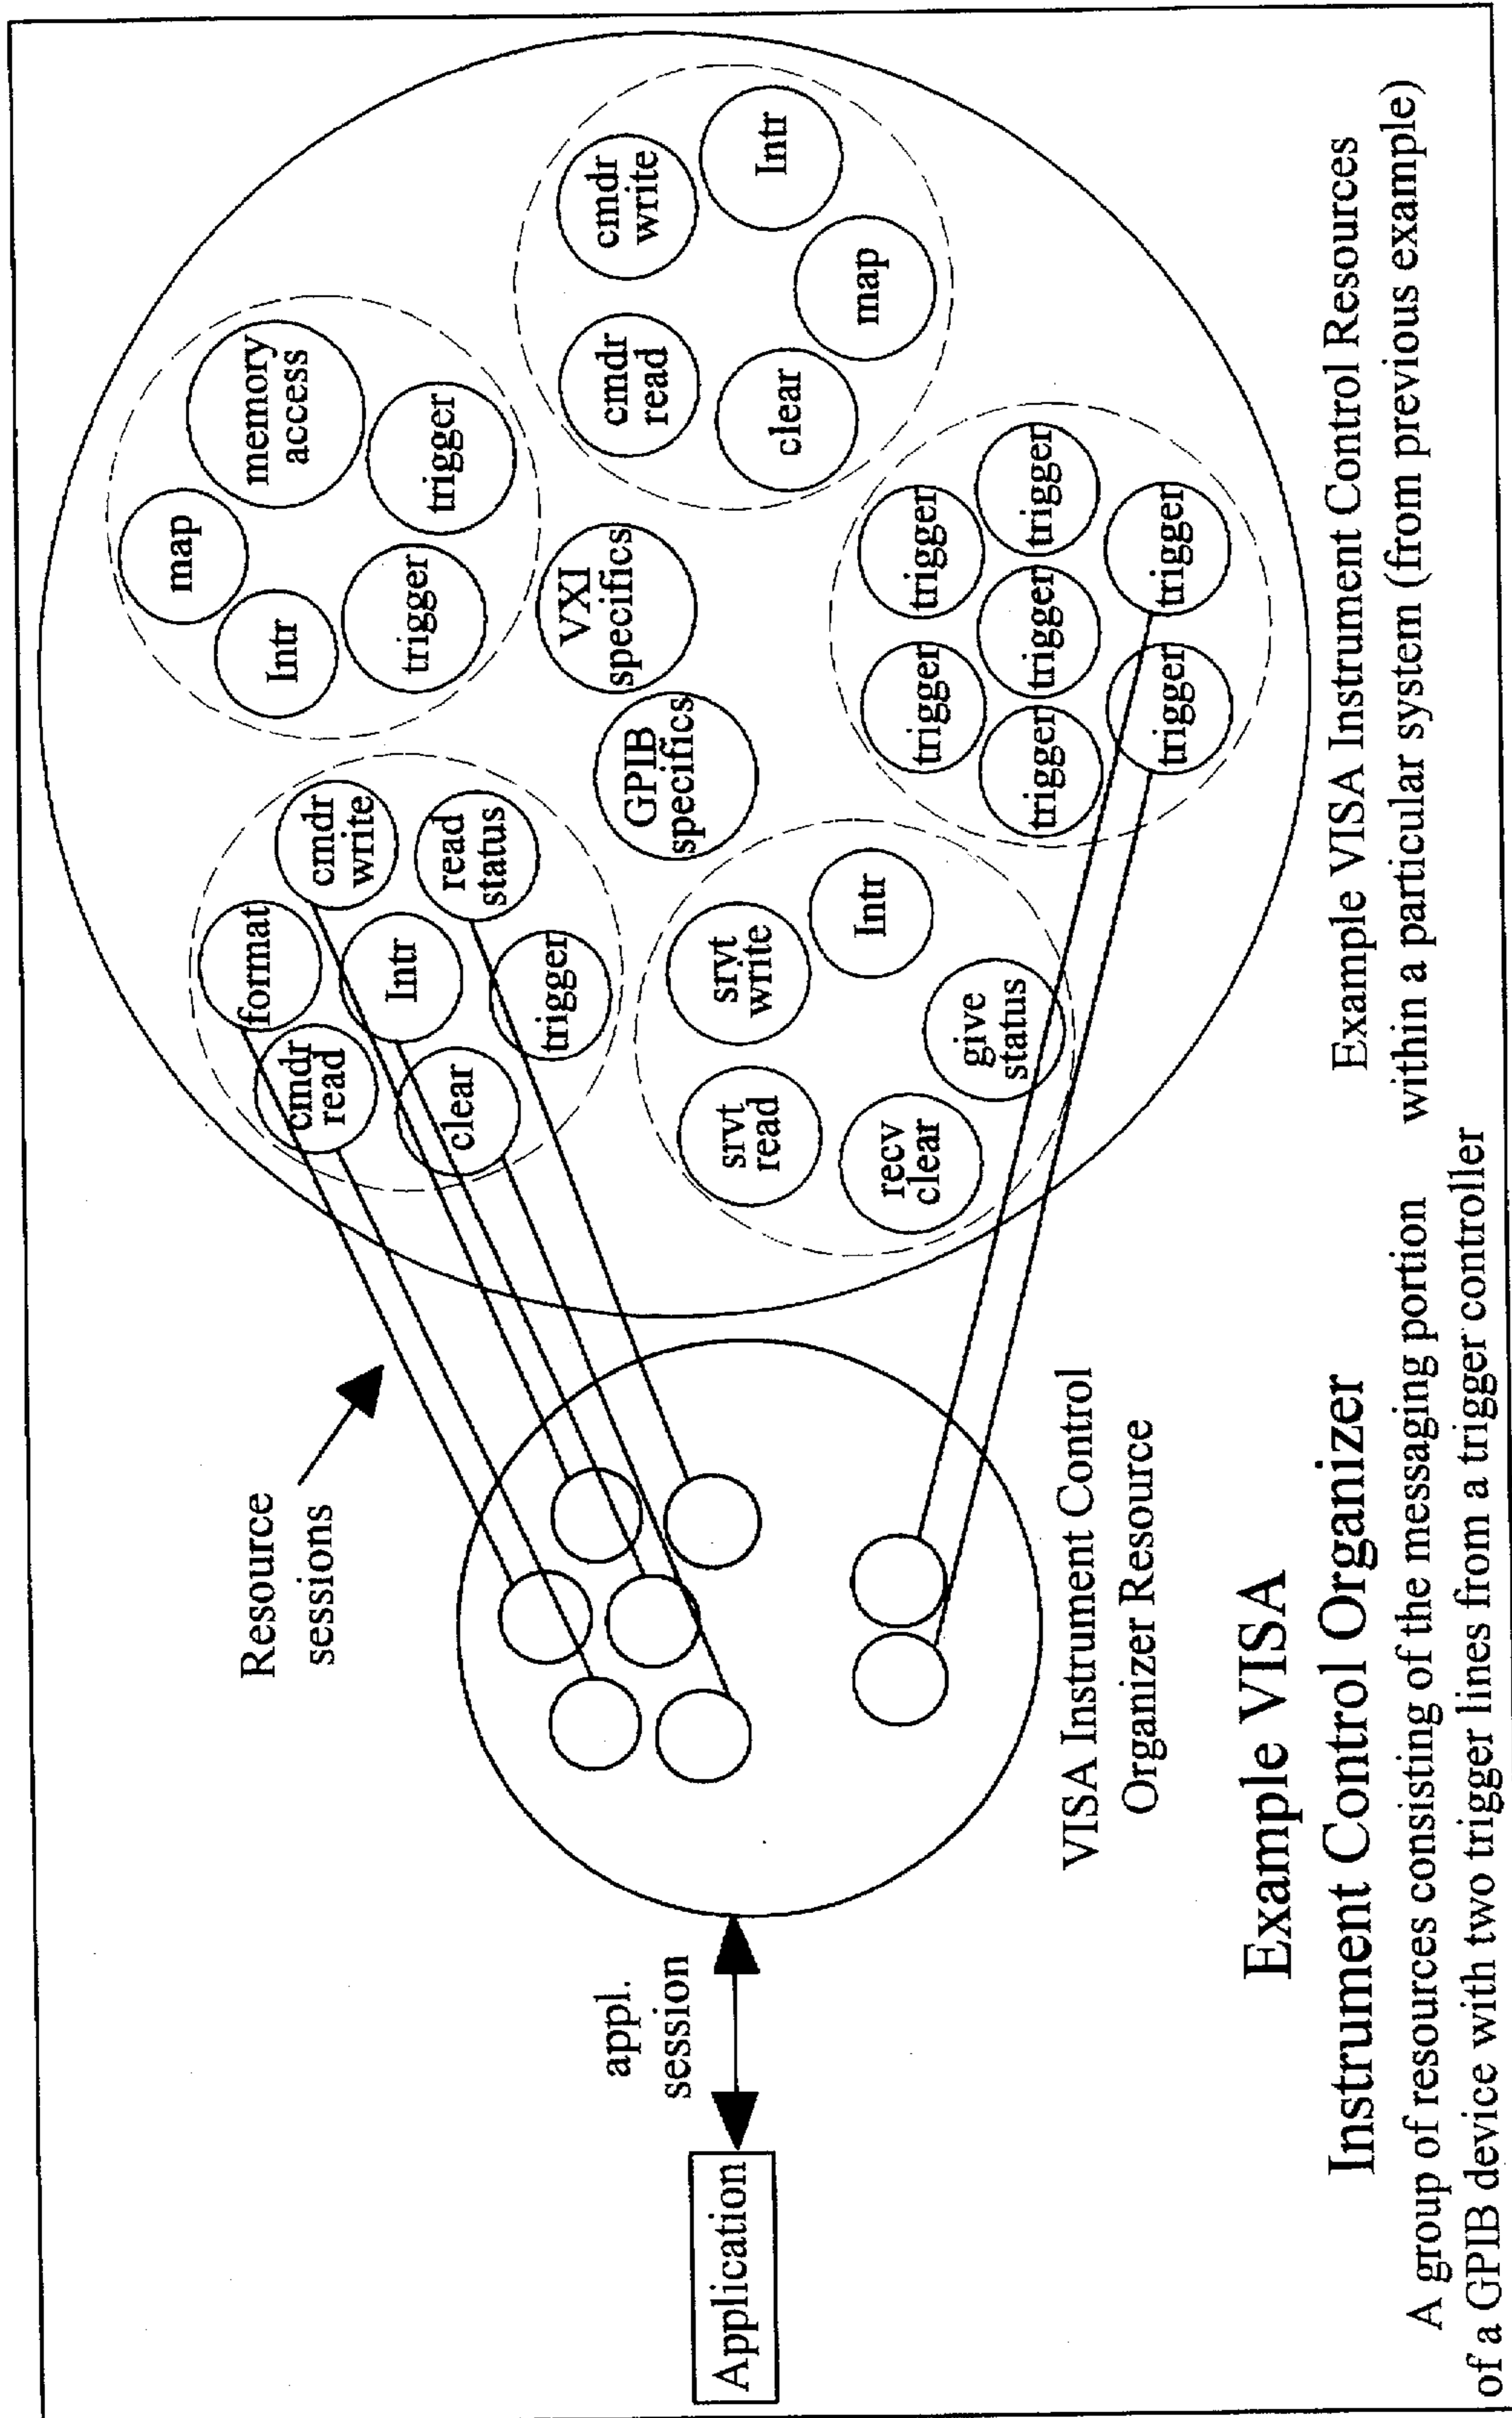 Resource
sessions
format
cmdr
write
cmdr
read
Intr
read
status
clear
trigger
map
memory
access
Intr
trigger
trigger
GPIB
specifics
VXI
specifics
cmdr
read
cmdr
write
clear
map
Intr
srvt
read
srvt
write
recv
clear
give
status
Intr
trigger
trigger
trigger
trigger
trigger
trigger
trigger
Application
appl.
session
VISA Instrument Control
Organizer Resource
Example VISA
Instrument Control Organizer
A group of resources consisting of the messaging portion
of a GPIB device with two trigger lines from a trigger controller
Example VISA Instrument Control Resources
within a particular system (from previous example)